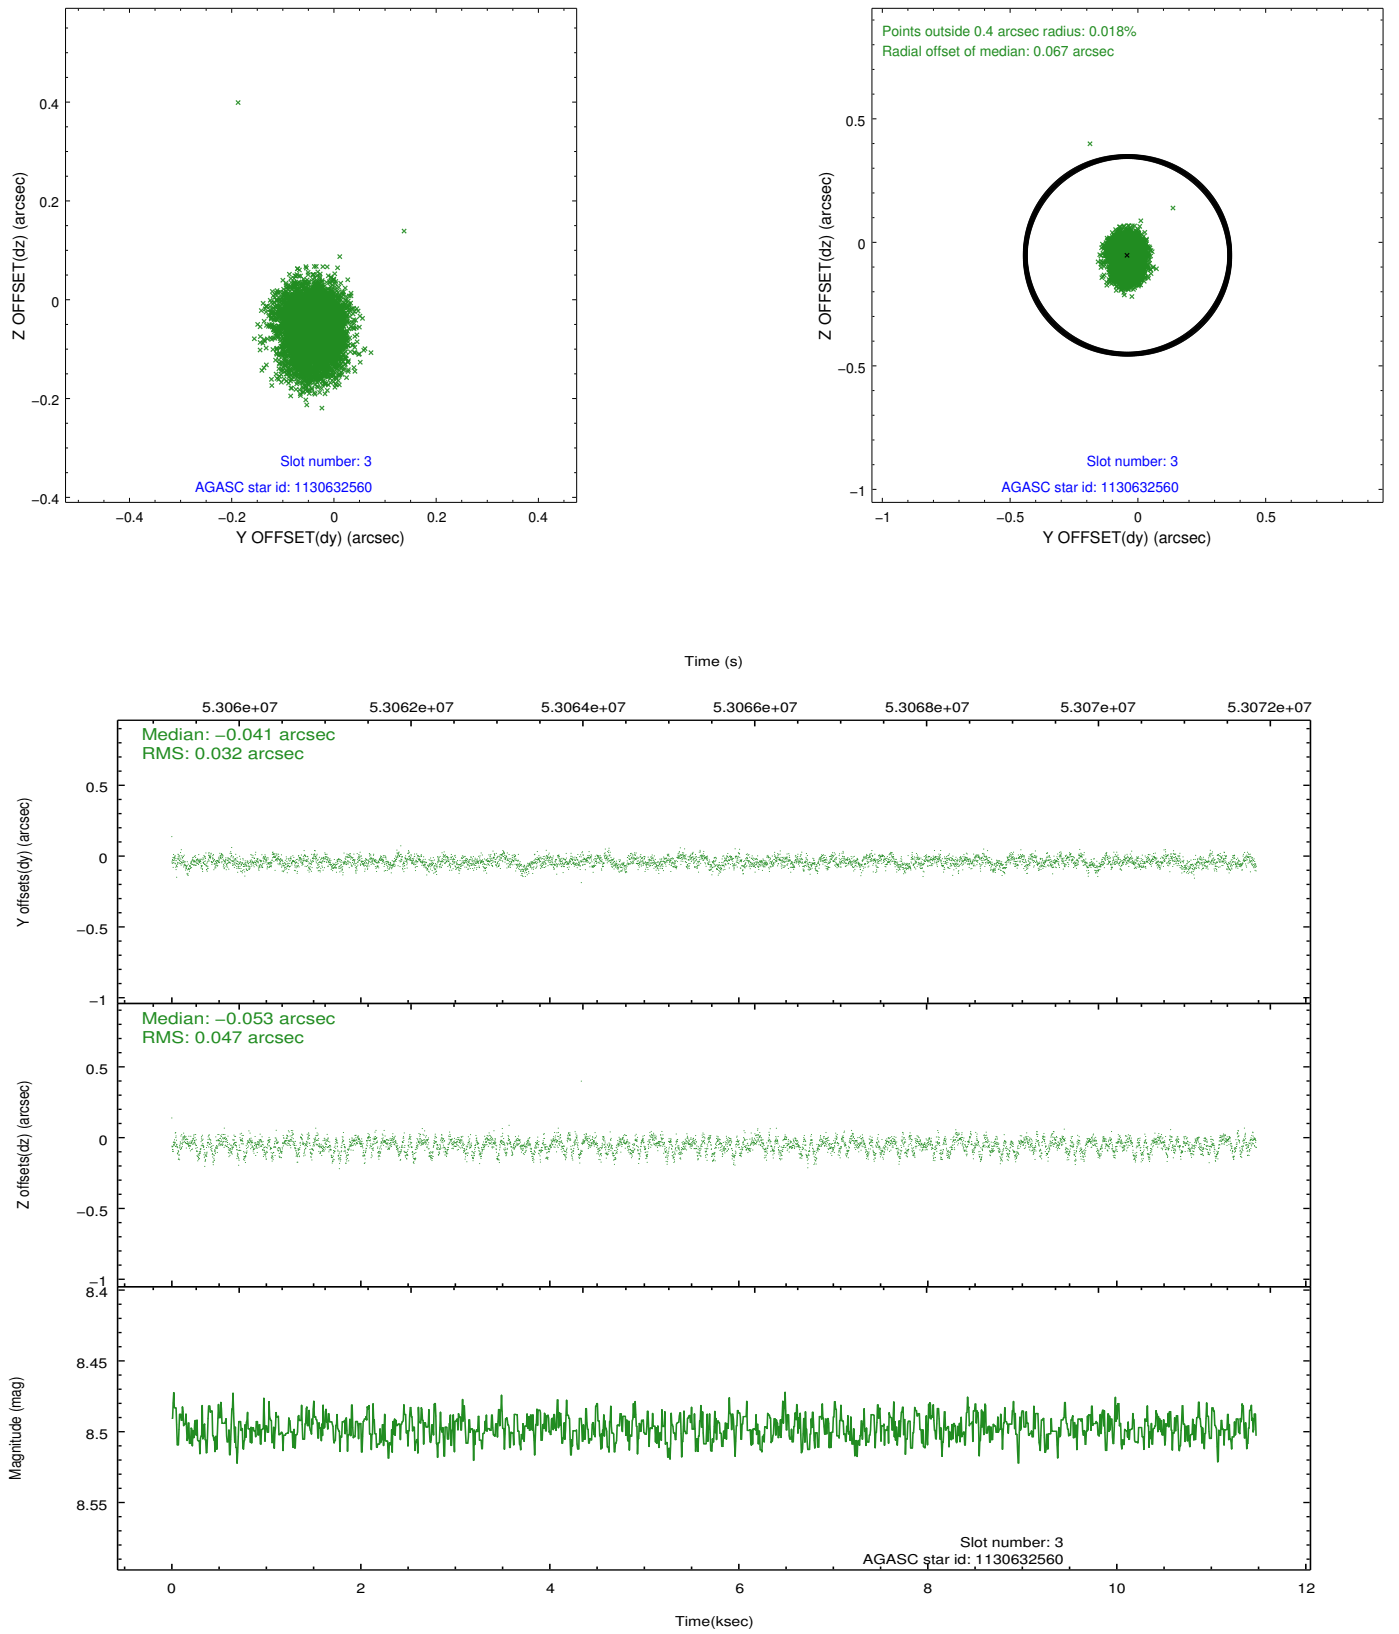 Points outside 0.4 arcsec radius: 0.018%
Radial offset of median: 0.067 arcsec
0.4
0.2
0
−0.2
−0.4
Z OFFSET(dz) (arcsec)
Slot number: 3
AGASC star id: 1130632560
−0.4 −0.2 0 0.2 0.4
Y OFFSET(dy) (arcsec)
0.5
0
−0.5
−1
Z OFFSET(dz) (arcsec)
Slot number: 3
AGASC star id: 1130632560
−1 −0.5 0 0.5
Y OFFSET(dy) (arcsec)
Time (s)
5.306e+07 5.3062e+07 5.3064e+07 5.3066e+07 5.3068e+07 5.307e+07 5.3072e+07
Median: −0.041 arcsec
RMS: 0.032 arcsec
0.5
0
−0.5
−1
Y offsets(dy) (arcsec)
Median: −0.053 arcsec
RMS: 0.047 arcsec
0.5
0
−0.5
−1
Z offsets(dz) (arcsec)
8.4
8.45
8.5
8.55
Magnitude (mag)
Slot number: 3
AGASC star id: 1130632560
0 2 4 6 8 10 12
Time(ksec)